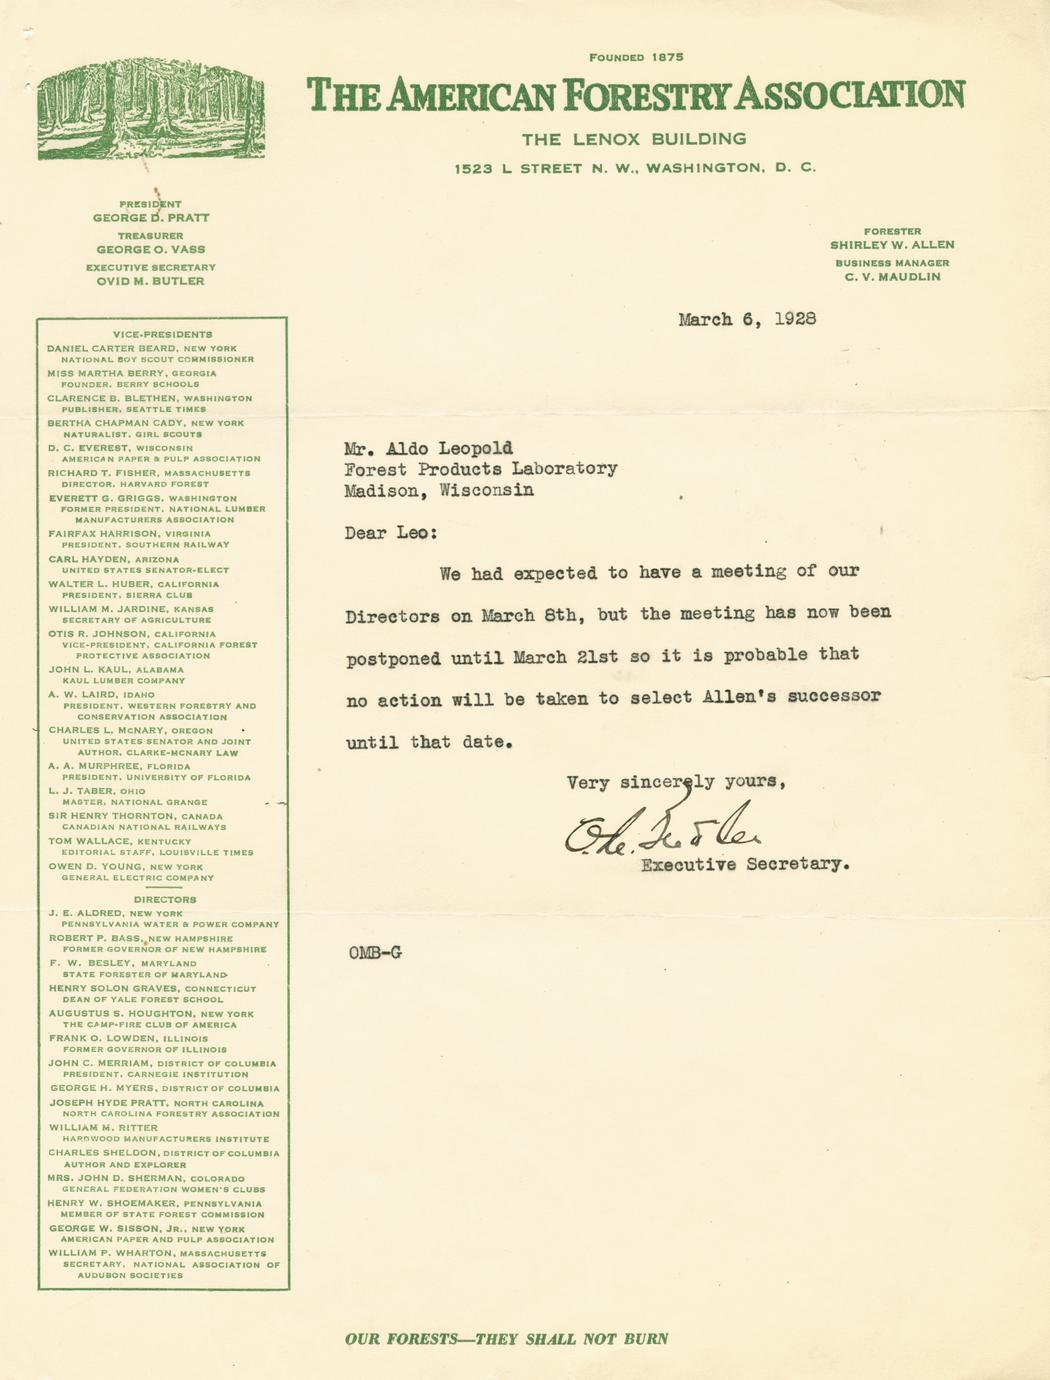 FOUNDED 1875
THE AMERICAN FORESTRY ASSOCIATION
THE LENOX BUILDING
1523 L STREET N. W., WASHINGTON, D. C.
PRESIDENT
GEORGE D. PRATT
TREASURER
GEORGE O. VASS
EXECUTIVE SECRETARY
OVID M. BUTLER
FORESTER
SHIRLEY W. ALLEN
BUSINESS MANAGER
C. V. MAUDLIN
VICE-PRESIDENTS
DANIEL CARTER BEARD, NEW YORK
NATIONAL BOY SCOUT COMMISSIONER
MISS MARTHA BERRY, GEORGIA
FOUNDER, BERRY SCHOOLS
CLARENCE B. BLETHEN, WASHINGTON
PUBLISHER, SEATTLE TIMES
BERTHA CHAPMAN CADY, NEW YORK
NATURALIST, GIRL SCOUTS
D. C. EVEREST, WISCONSIN
AMERICAN PAPER & PULP ASSOCIATION
RICHARD T. FISHER, MASSACHUSETTS
DIRECTOR, HARVARD FOREST
EVERETT G. GRIGGS, WASHINGTON
FORMER PRESIDENT, NATIONAL LUMBER
MANUFACTURERS ASSOCIATION
FAIRFAX HARRISON, VIRGINIA
PRESIDENT, SOUTHERN RAILWAY
CARL HAYDEN, ARIZONA
UNITED STATES SENATOR-ELECT
WALTER L. HUBER, CALIFORNIA
PRESIDENT, SIERRA CLUB
WILLIAM M. JARDINE, KANSAS
SECRETARY OF AGRICULTURE
OTIS R. JOHNSON, CALIFORNIA
VICE-PRESIDENT, CALIFORNIA FOREST
PROTECTIVE ASSOCIATION
JOHN L. KAUL, ALABAMA
KAUL LUMBER COMPANY
A. W. LAIRD, IDAHO
PRESIDENT, WESTERN FORESTRY AND
CONSERVATION ASSOCIATION
CHARLES L. McNARY, OREGON
UNITED STATES SENATOR AND JOINT
AUTHOR, CLARKE-McNARY LAW
A. A. MURPHREE, FLORIDA
PRESIDENT, UNIVERSITY OF FLORIDA
L. J. TABER, OHIO
MASTER, NATIONAL GRANGE
SIR HENRY THORNTON, CANADA
CANADIAN NATIONAL RAILWAYS
TOM WALLACE, KENTUCKY
EDITORIAL STAFF, LOUISVILLE TIMES
OWEN D. YOUNG, NEW YORK
GENERAL ELECTRIC COMPANY
DIRECTORS
J. E. ALDRED, NEW YORK
PENNSYLVANIA WATER & POWER COMPANY
ROBERT P. BASS, NEW HAMPSHIRE
FORMER GOVERNOR OF NEW HAMPSHIRE
F. W. BESLEY, MARYLAND
STATE FORESTER OF MARYLAND
HENRY SOLON GRAVES, CONNECTICUT
DEAN OF YALE FOREST SCHOOL
AUGUSTUS S. HOUGHTON, NEW YORK
THE CAMP-FIRE CLUB OF AMERICA
FRANK O. LOWDEN, ILLINOIS
FORMER GOVERNOR OF ILLINOIS
JOHN C. MERRIAM, DISTRICT OF COLUMBIA
PRESIDENT, CARNEGIE INSTITUTION
GEORGE H. MYERS, DISTRICT OF COLUMBIA
JOSEPH HYDE PRATT, NORTH CAROLINA
NORTH CAROLINA FORESTRY ASSOCIATION
WILLIAM M. RITTER
HARDWOOD MANUFACTURERS INSTITUTE
CHARLES SHELDON, DISTRICT OF COLUMBIA
AUTHOR AND EXPLORER
MRS. JOHN D. SHERMAN, COLORADO
GENERAL FEDERATION WOMEN'S CLUBS
HENRY W. SHOEMAKER, PENNSYLVANIA
MEMBER OF STATE FOREST COMMISSION
GEORGE W. SISSON, JR., NEW YORK
AMERICAN PAPER AND PULP ASSOCIATION
WILLIAM P. WHARTON, MASSACHUSETTS
SECRETARY, NATIONAL ASSOCIATION OF
AUDUBON SOCIETIES
March 6, 1928
Mr. Aldo Leopold
Forest Products Laboratory
Madison, Wisconsin
Dear Leo:
We had expected to have a meeting of our
Directors on March 8th, but the meeting has now been
postponed until March 21st so it is probable that
no action will be taken to select Allen's successor
until that date.
Very sincerely yours,
O.M. Butler
Executive Secretary.
OMB-G
OUR FORESTS—THEY SHALL NOT BURN